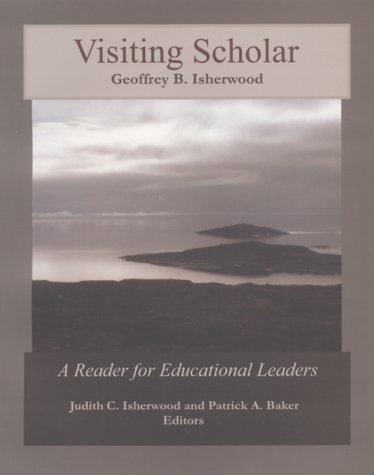 Visiting Scholar
Geoffrey B. Isherwood
A Reader for Educational Leaders
Judith C. Isherwood and Patrick A. Baker
Editors